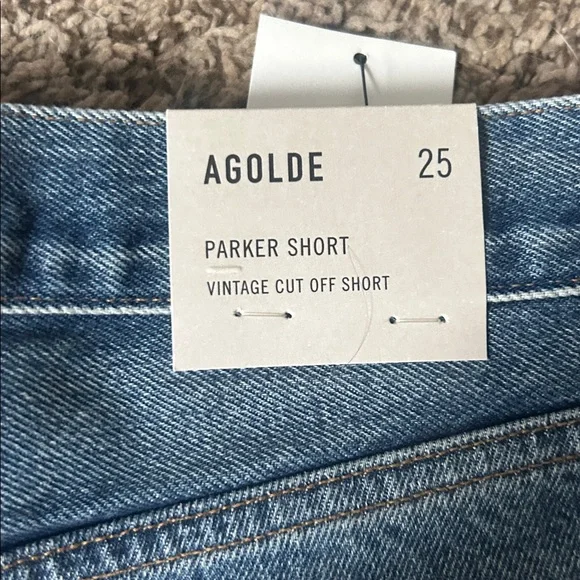 AGOLDE 25
PARKER SHORT
VINTAGE CUT OFF SHORT